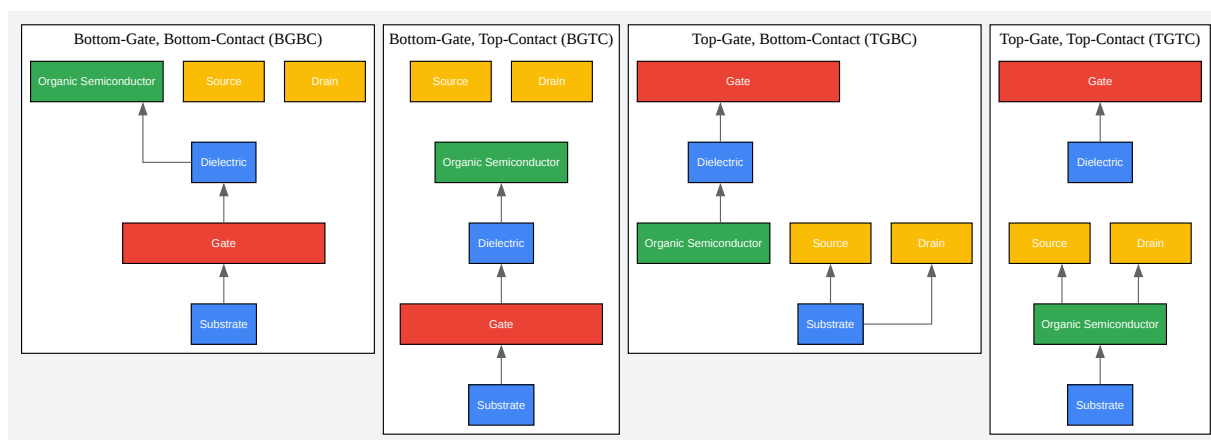 Bottom-Gate, Bottom-Contact (BGBC)
Organic Semiconductor
Source
Drain
Dielectric
Gate
Substrate
Bottom-Gate, Top-Contact (BGTC)
Source
Drain
Organic Semiconductor
Dielectric
Gate
Substrate
Top-Gate, Bottom-Contact (TGBC)
Gate
Dielectric
Organic Semiconductor
Source
Drain
Substrate
Top-Gate, Top-Contact (TGTC)
Gate
Dielectric
Source
Drain
Organic Semiconductor
Substrate